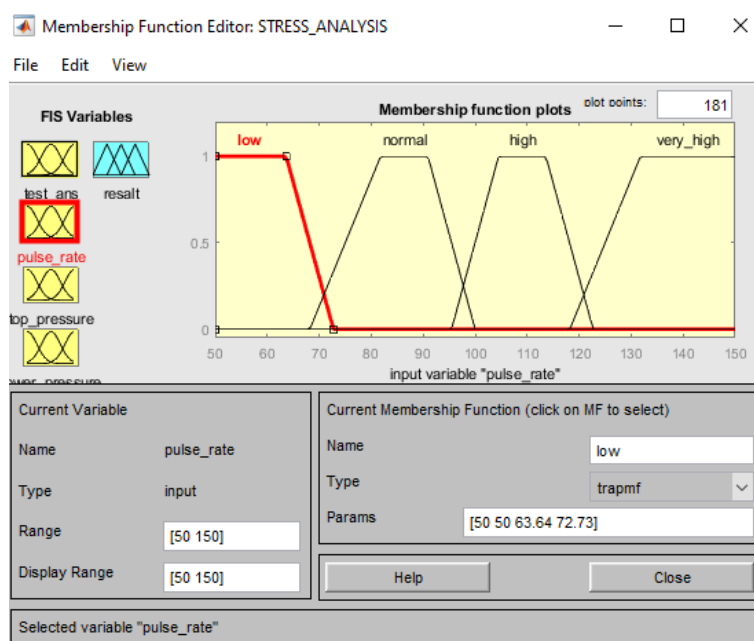 Membership Function Editor: STRESS_ANALYSIS
File Edit View
FIS Variables
test_ans resalt
pulse_rate
top_pressure
Membership function plots
plot points: 181
low normal high very_high
1
0.5
0
50 60 70 80 90 100 110 120 130 140 150
input variable "pulse_rate"
Current Variable
Name pulse_rate
Type input
Range [50 150]
Display Range [50 150]
Current Membership Function (click on MF to select)
Name low
Type trapmf
Params [50 50 63.64 72.73]
Help Close
Selected variable "pulse_rate"